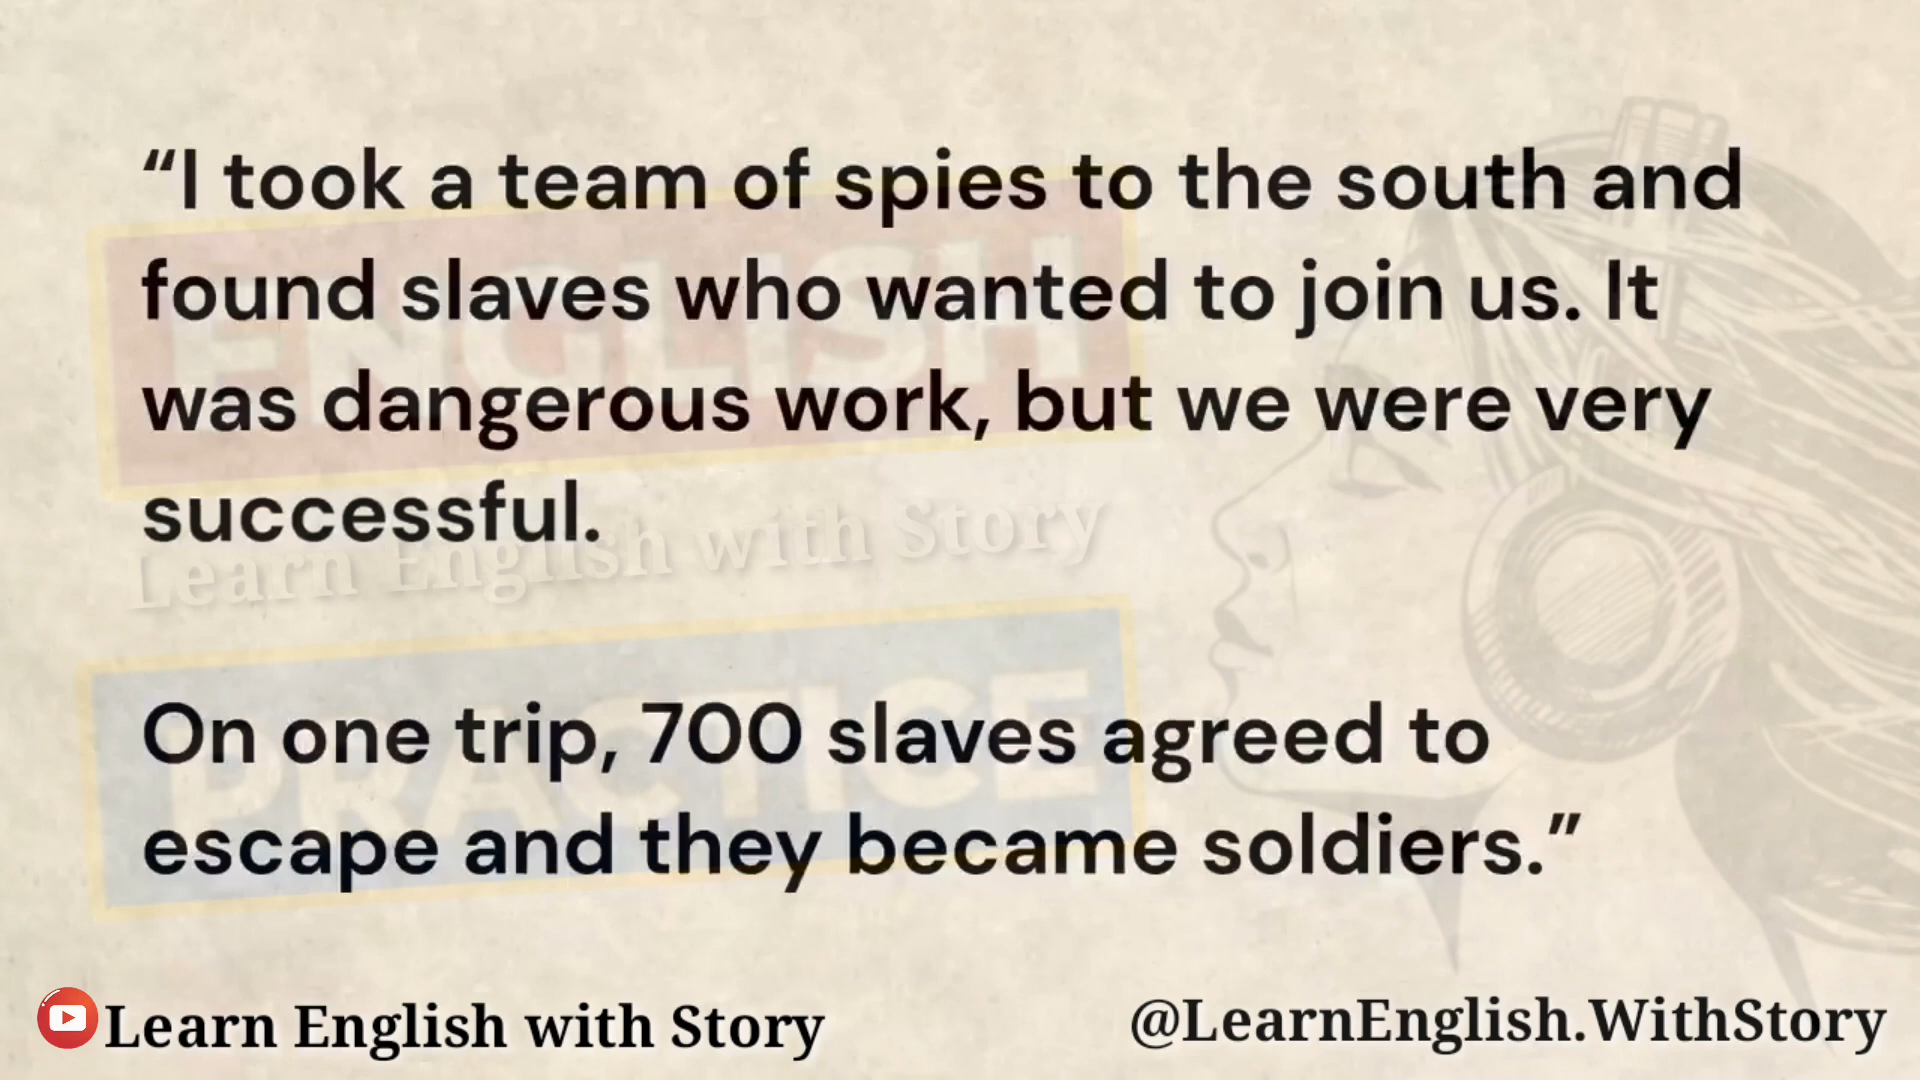 “I took a team of spies to the south and
found slaves who wanted to join us. It
was dangerous work, but we were very
successful.
On one trip, 700 slaves agreed to
escape and they became soldiers.”
ENGLISH
Learn English with Story
PRACTICE
Learn English with Story
@LearnEnglish.WithStory